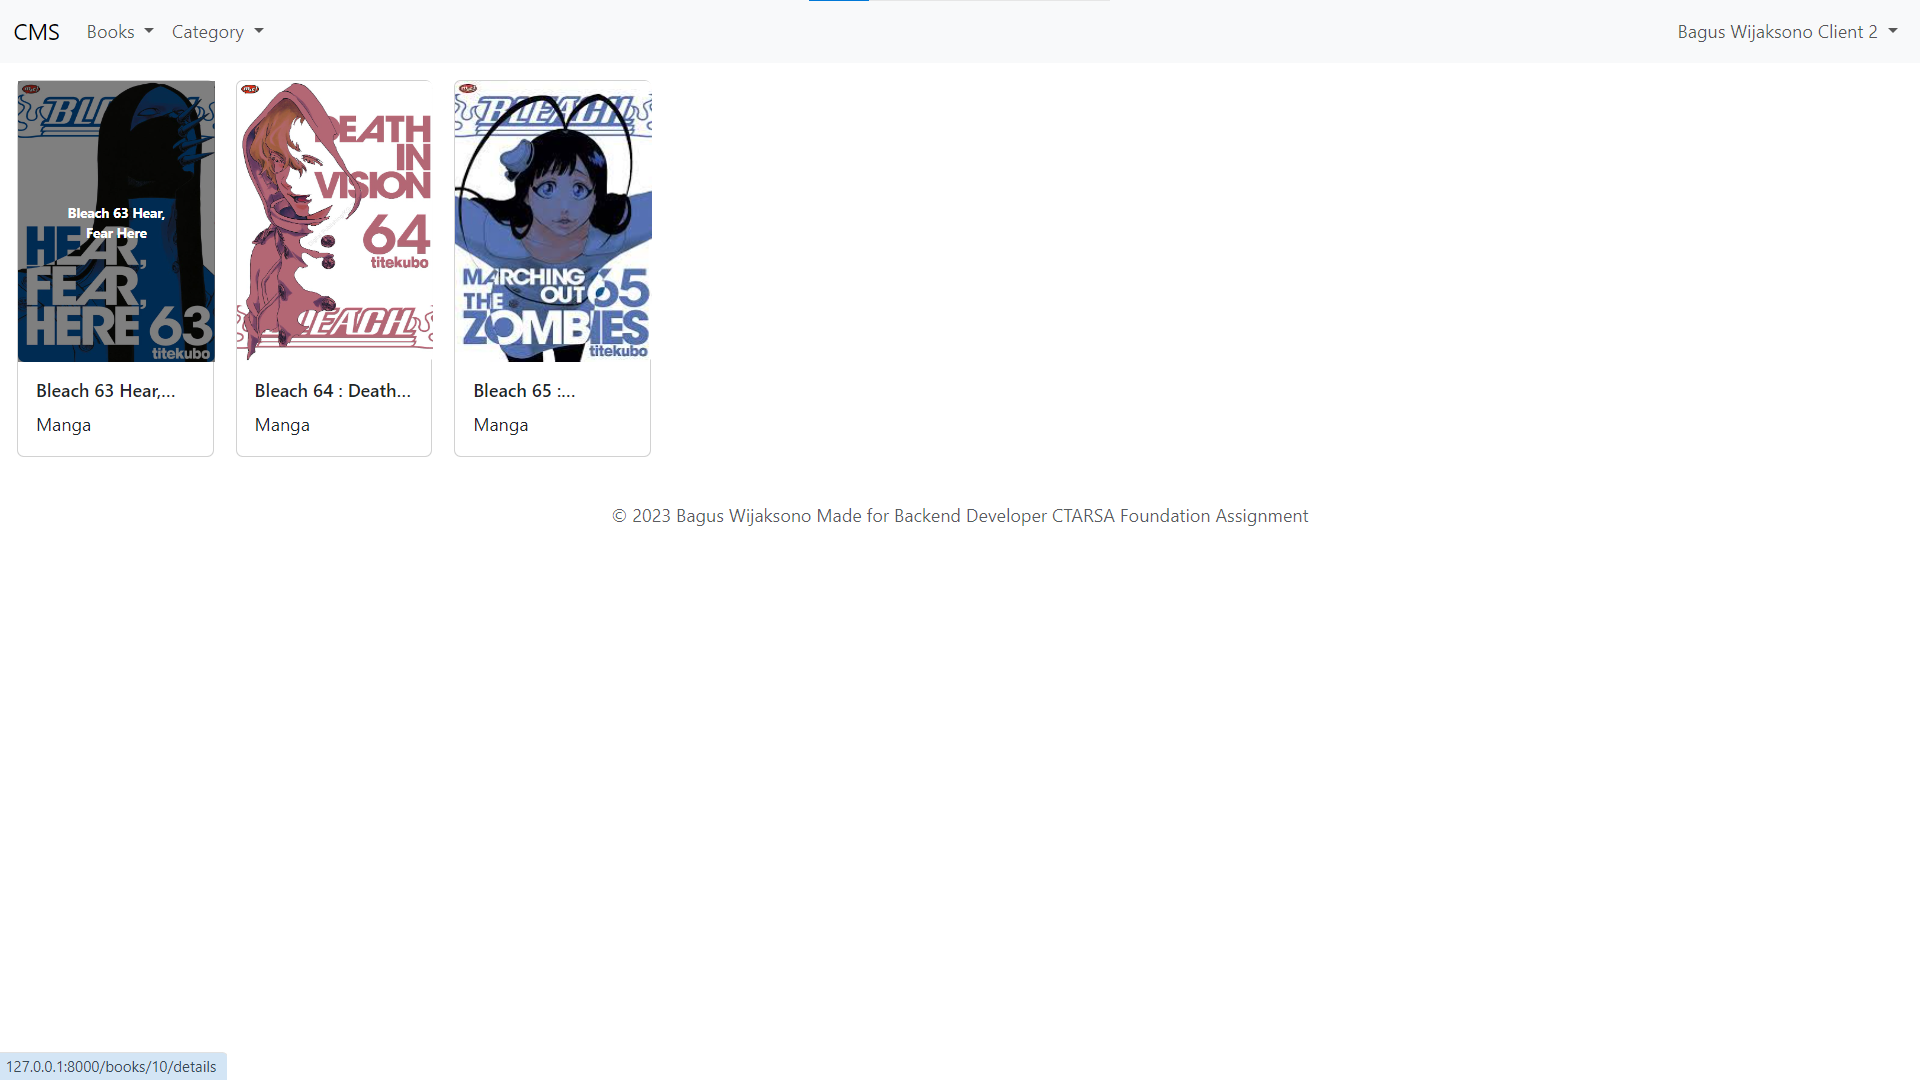 CMS Books Category Bagus Wijaksono Client 2
BLEACH
Bleach 63 Hear,
Fear Here
HEAR,
FEAR,
HERE 63
titekubo
Bleach 63 Hear,...
Manga
DEATH
IN
VISION
64
titekubo
BLEACH
Bleach 64 : Death...
Manga
BLEACH
MARCHING
OUT 65
THE
ZOMBIES
titekubo
Bleach 65 :...
Manga
© 2023 Bagus Wijaksono Made for Backend Developer CTARSA Foundation Assignment
127.0.0.1:8000/books/10/details